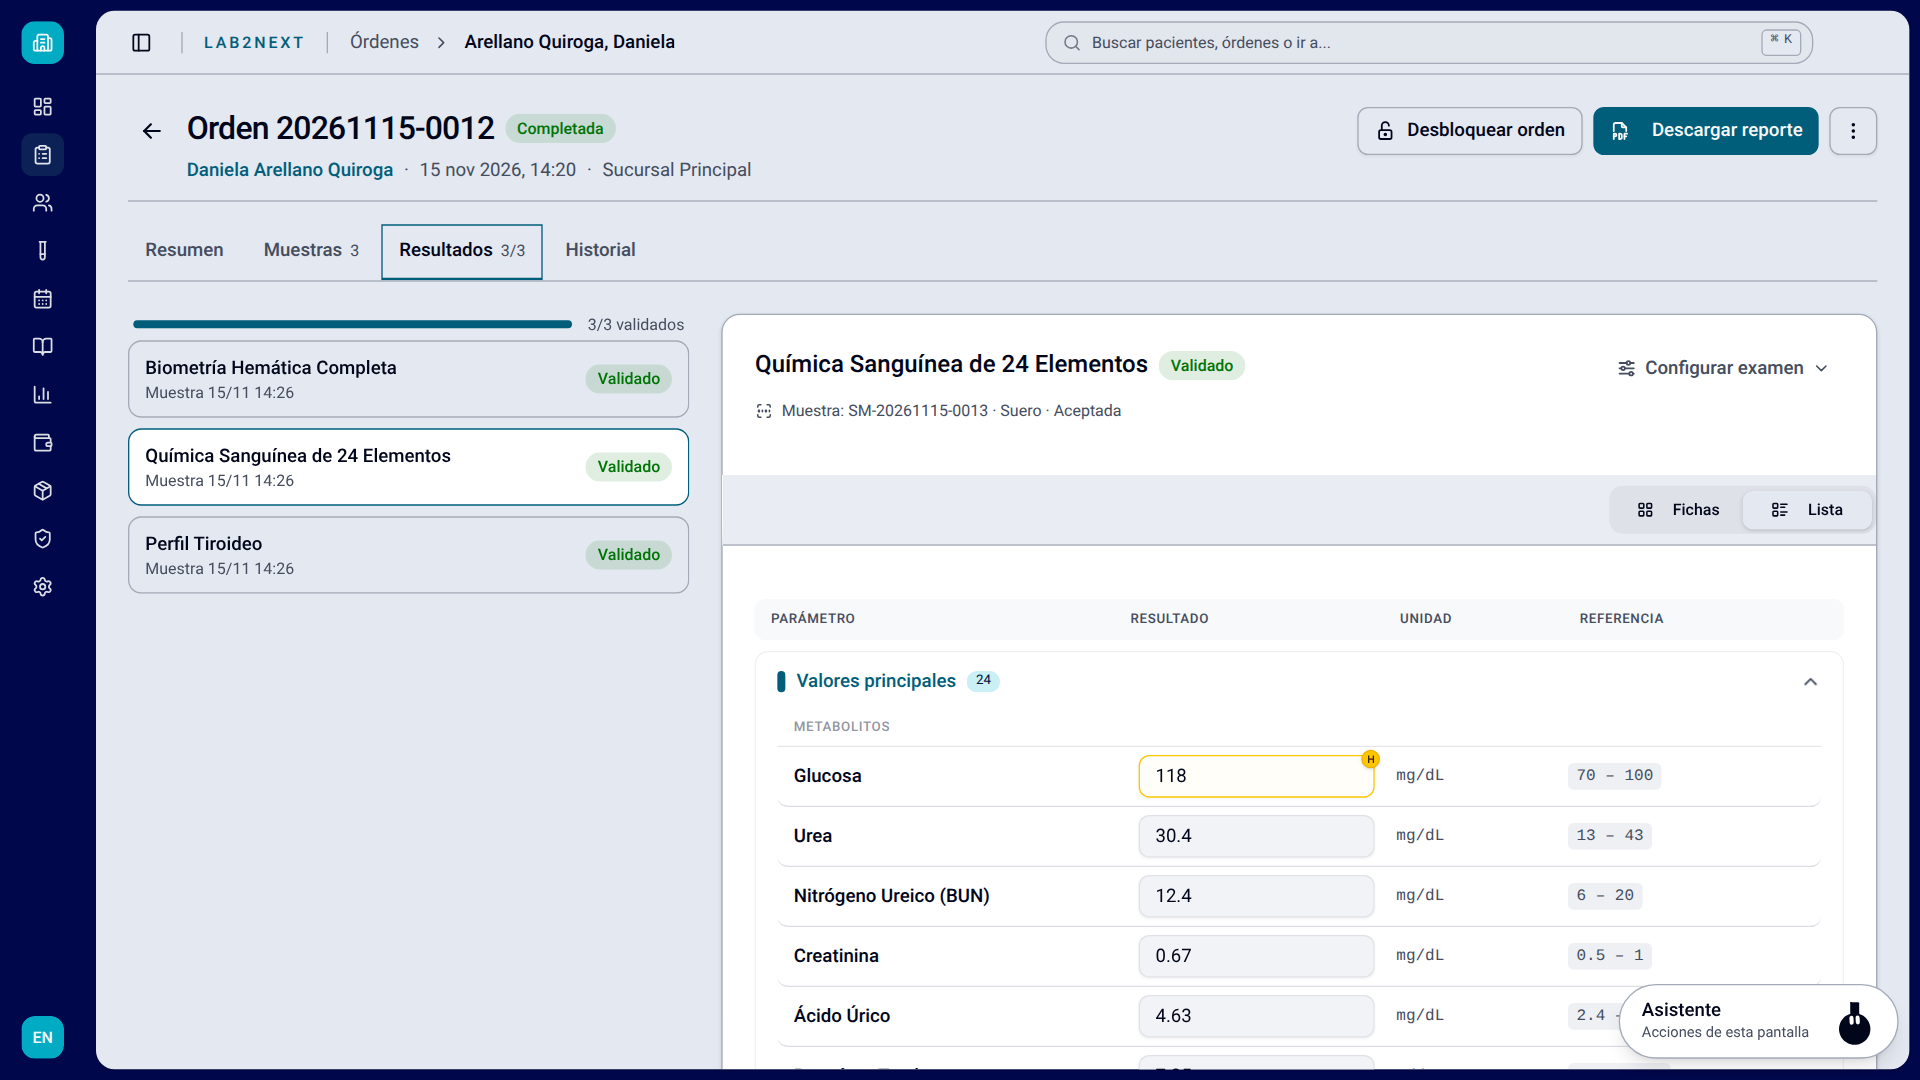 LAB2NEXT
Órdenes
Arellano Quiroga, Daniela
Buscar pacientes, órdenes o ir a...
⌘ K
Orden 20261115-0012
Completada
Daniela Arellano Quiroga · 15 nov 2026, 14:20 · Sucursal Principal
Desbloquear orden
PDF
Descargar reporte
Resumen
Muestras 3
Resultados 3/3
Historial
3/3 validados
Biometría Hemática Completa
Muestra 15/11 14:26
Validado
Química Sanguínea de 24 Elementos
Muestra 15/11 14:26
Validado
Perfil Tiroideo
Muestra 15/11 14:26
Validado
Química Sanguínea de 24 Elementos
Validado
Configurar examen
Muestra: SM-20261115-0013 · Suero · Aceptada
Fichas
Lista
PARÁMETRO RESULTADO UNIDAD REFERENCIA
Valores principales 24
METABOLITOS
Glucosa 118 H mg/dL 70 – 100
Urea 30.4 mg/dL 13 – 43
Nitrógeno Ureico (BUN) 12.4 mg/dL 6 – 20
Creatinina 0.67 mg/dL 0.5 – 1
Ácido Úrico 4.63 mg/dL 2.4 –
Asistente
Acciones de esta pantalla
EN